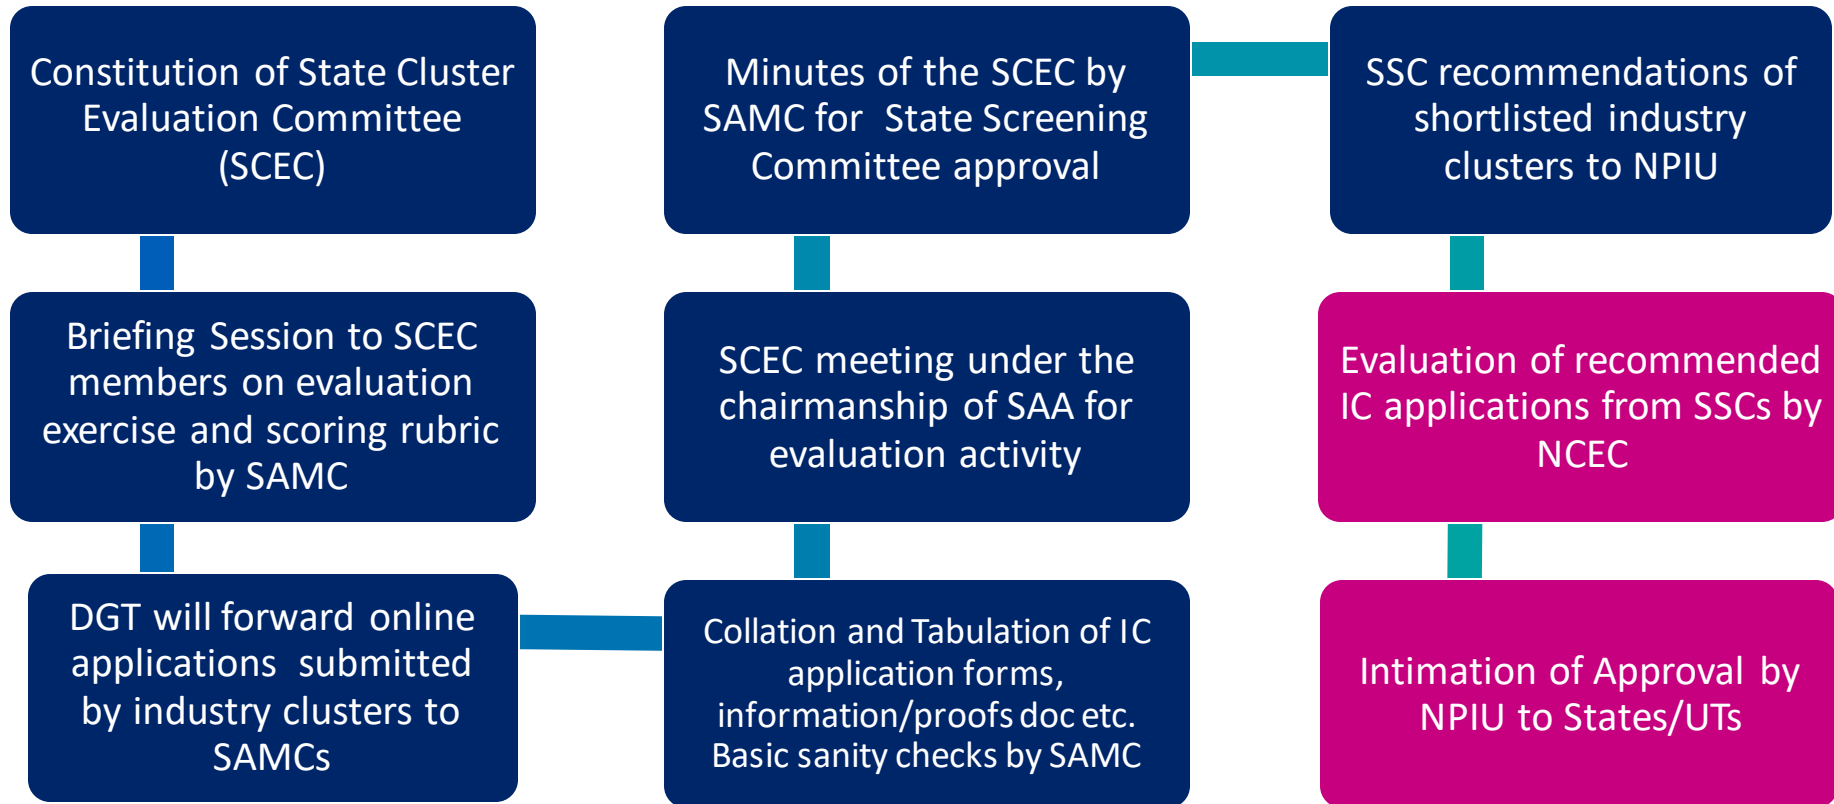 Constitution of State Cluster
Evaluation Committee
(SCEC)
Briefing Session to SCEC
members on evaluation
exercise and scoring rubric
by SAMC
DGT will forward online
applications submitted
by industry clusters to
SAMCs
Collation and Tabulation of IC
application forms,
information/proofs doc etc.
Basic sanity checks by SAMC
SCEC meeting under the
chairmanship of SAA for
evaluation activity
Minutes of the SCEC by
SAMC for State Screening
Committee approval
SSC recommendations of
shortlisted industry
clusters to NPIU
Evaluation of recommended
IC applications from SSCs by
NCEC
Intimation of Approval by
NPIU to States/UTs